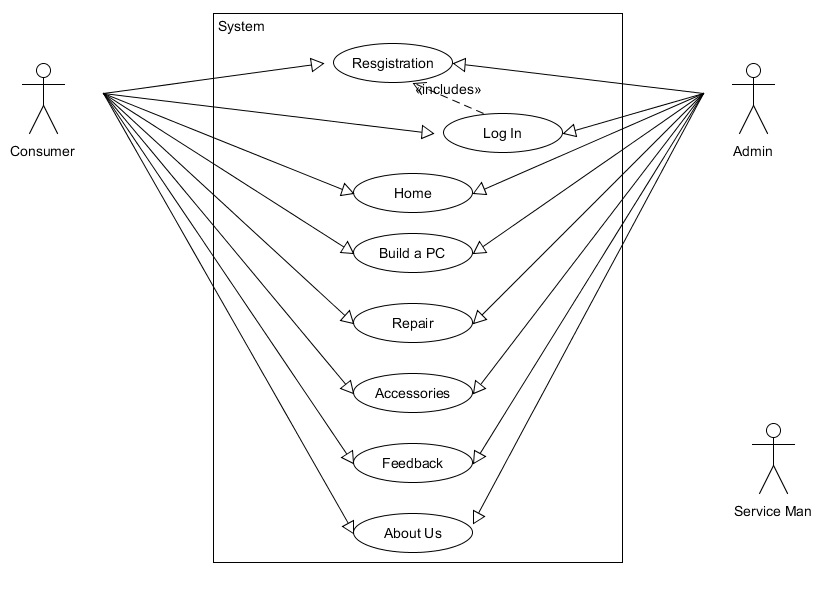 System
Resgistration
«includes»
Log In
Consumer
Admin
Home
Build a PC
Repair
Accessories
Feedback
Service Man
About Us